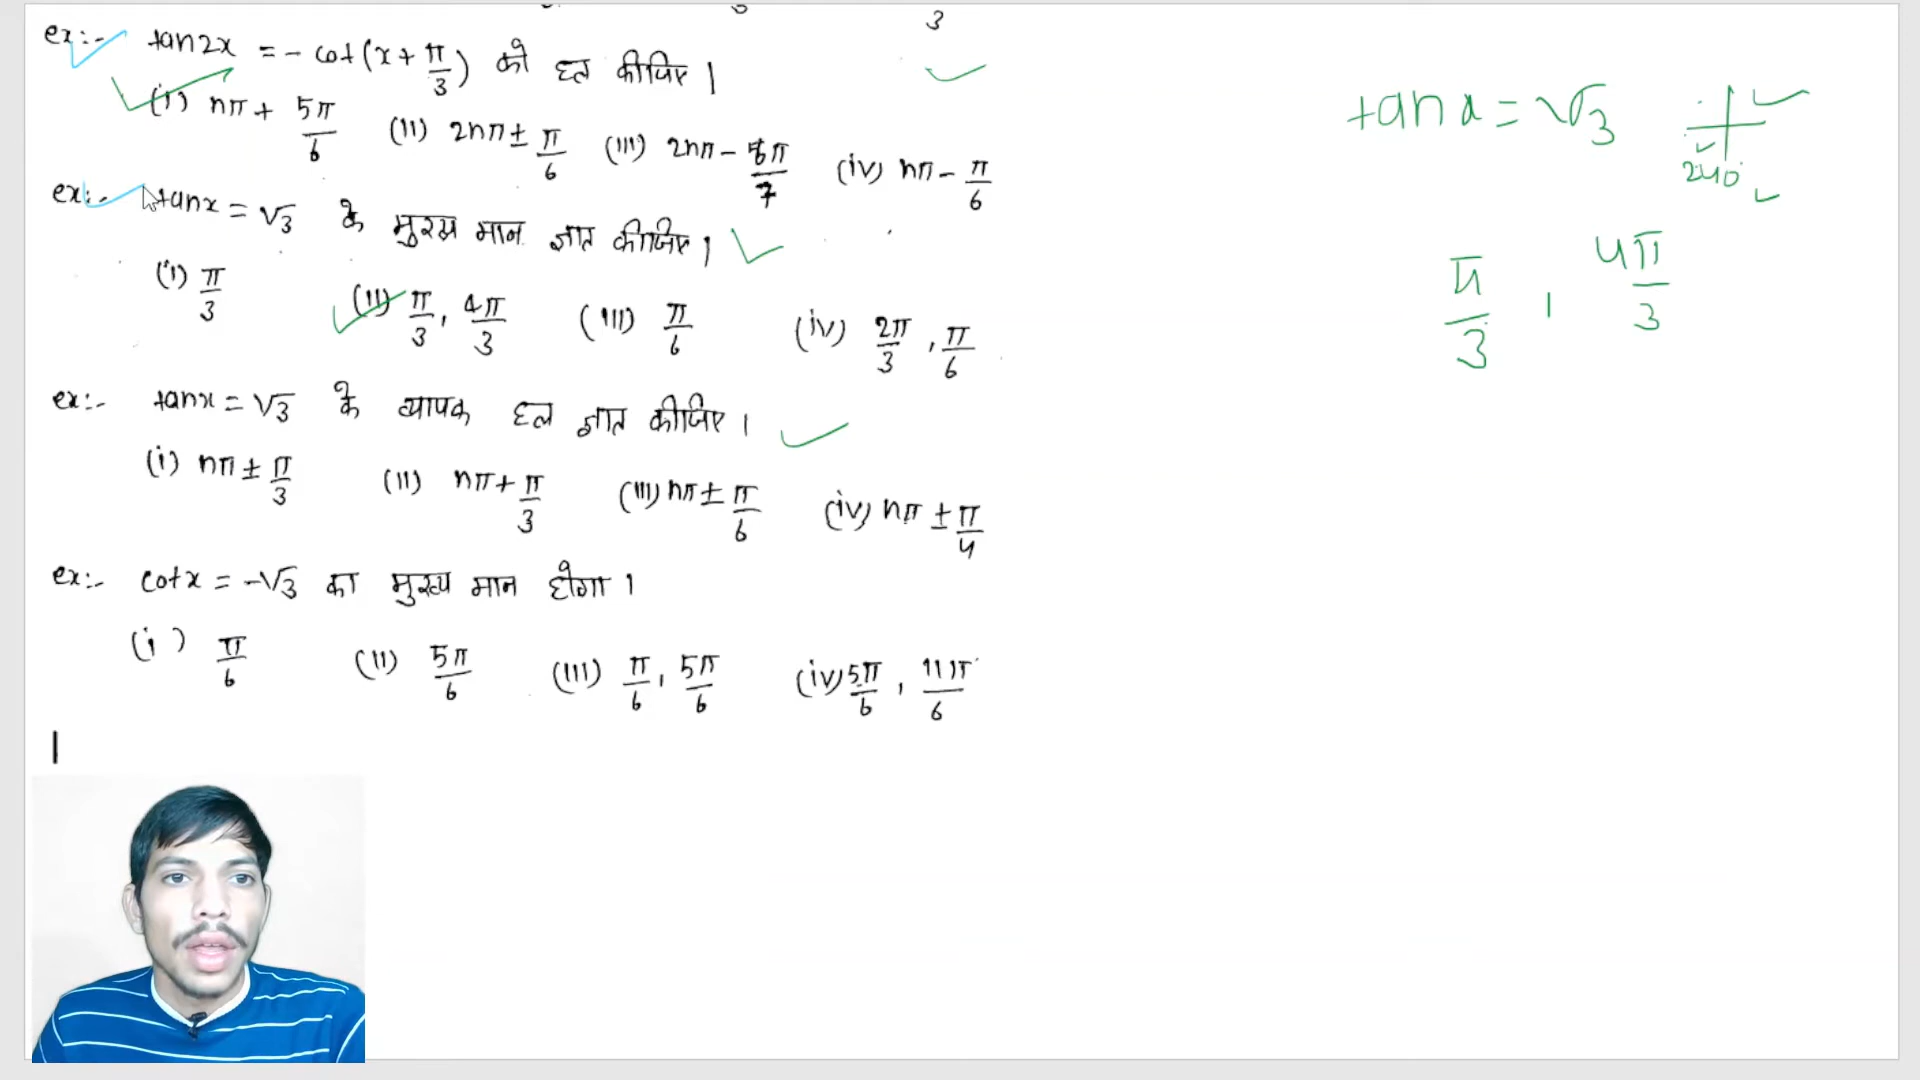 3
ex:- tan2x = - cot(x + π/3) को हल कीजिए।
(i) nπ + 5π/6 (ii) 2nπ ± π/6 (iii) 2nπ - 5π/7 (iv) nπ - π/6
ex:- tanx = √3 के मुख्य मान ज्ञात कीजिए।
(i) π/3 (ii) π/3, 4π/3 (iii) π/6 (iv) 2π/3, π/6
ex:- tanx = √3 के व्यापक हल ज्ञात कीजिए।
(i) nπ ± π/3 (ii) nπ + π/3 (iii) nπ ± π/6 (iv) nπ ± π/4
ex:- cotx = -√3 का मुख्य मान होगा।
(i) π/6 (ii) 5π/6 (iii) π/6, 5π/6 (iv) 5π/6, 11π/6
tan x = √3
240
π/3, 4π/3